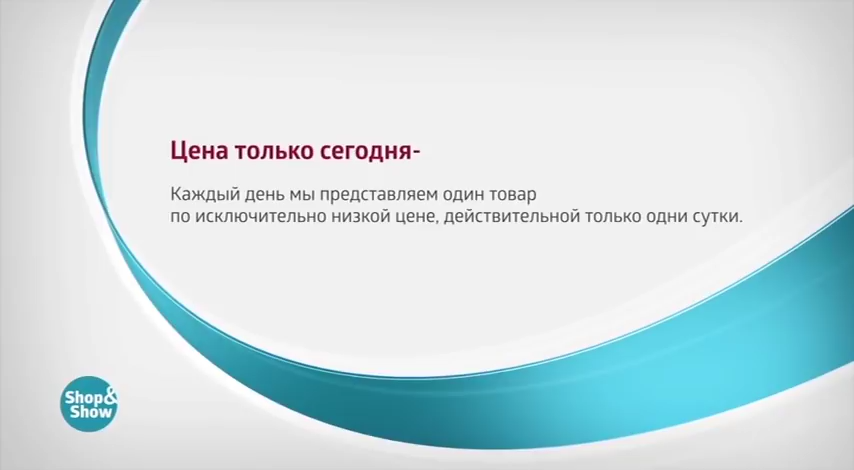 Цена только сегодня-
Каждый день мы представляем один товар
по исключительно низкой цене, действительной только одни сутки.
Shop&
Show